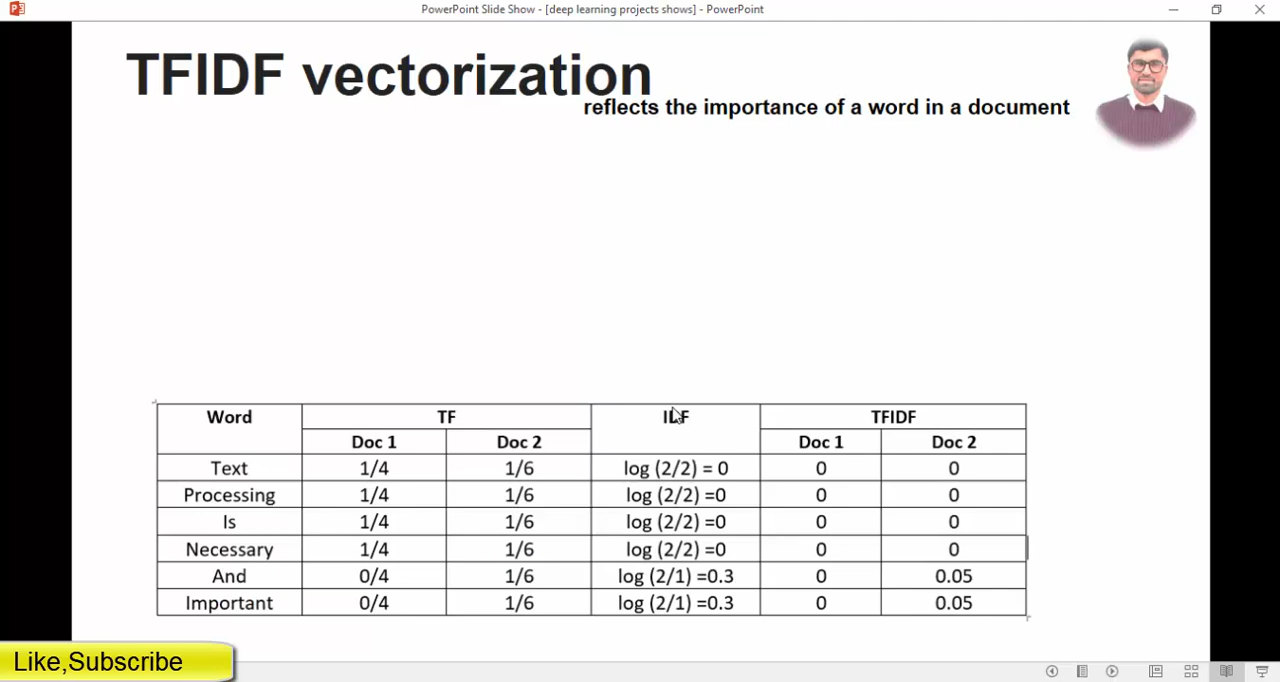 PowerPoint Slide Show - [deep learning projects shows] - PowerPoint
TFIDF vectorization
reflects the importance of a word in a document
Word TF TFIDF
Doc 1 Doc 2 Doc 1 Doc 2
Text 1/4 1/6 log (2/2) = 0 0 0
Processing 1/4 1/6 log (2/2) =0 0 0
Is 1/4 1/6 log (2/2) =0 0 0
Necessary 1/4 1/6 log (2/2) =0 0 0
And 0/4 1/6 log (2/1) =0.3 0 0.05
Important 0/4 1/6 log (2/1) =0.3 0 0.05
Like,Subscribe